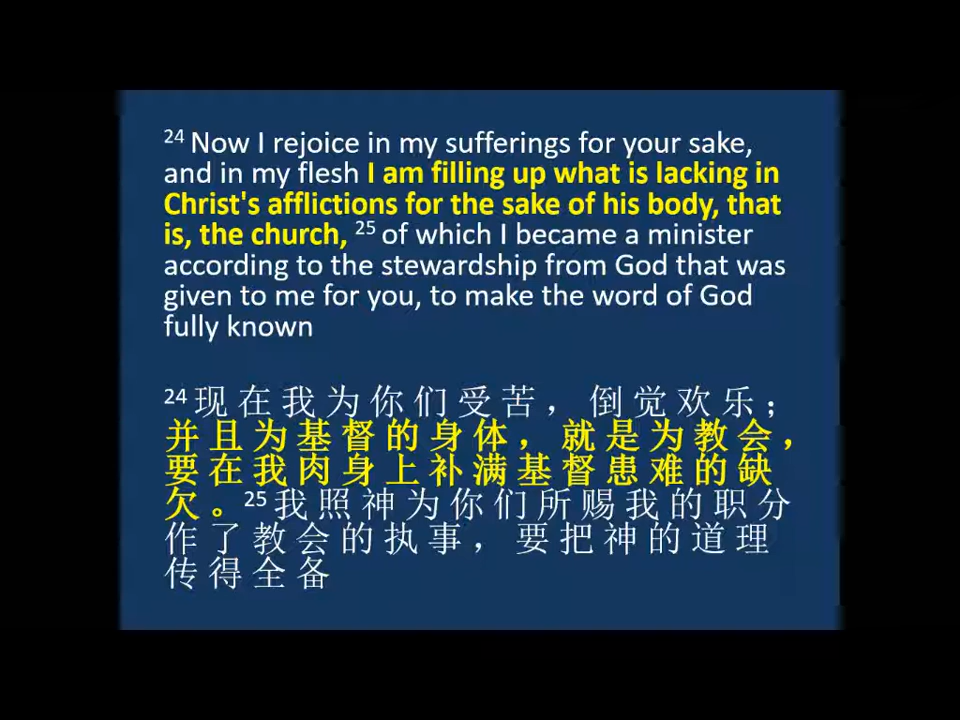 24 Now I rejoice in my sufferings for your sake,
and in my flesh I am filling up what is lacking in
Christ's afflictions for the sake of his body, that
is, the church, 25 of which I became a minister
according to the stewardship from God that was
given to me for you, to make the word of God
fully known
24 现在我为你们受苦，倒觉欢乐；
并且为基督的身体，就是为教会，
要在我肉身上补满基督患难的缺
欠。25 我照神为你们所赐我的职分
作了教会的执事，要把神的道理
传得全备